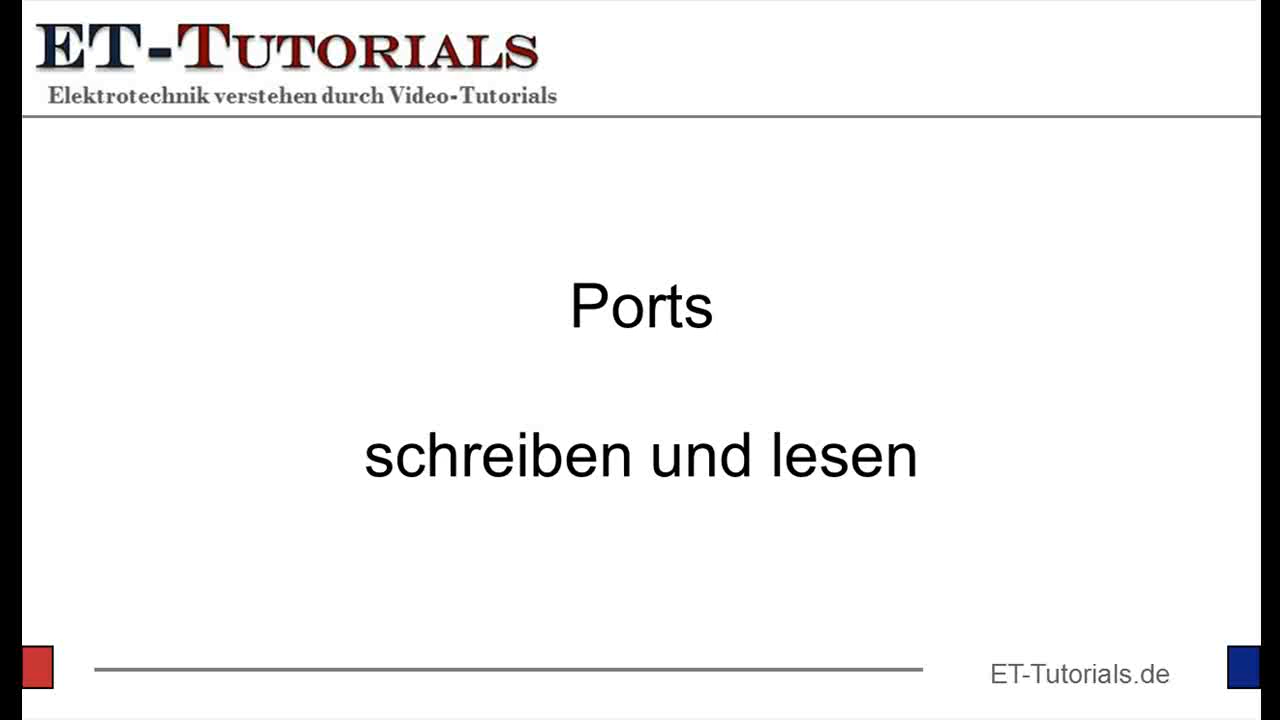 ET-Tutorials
Elektrotechnik verstehen durch Video-Tutorials
Ports
schreiben und lesen
ET-Tutorials.de